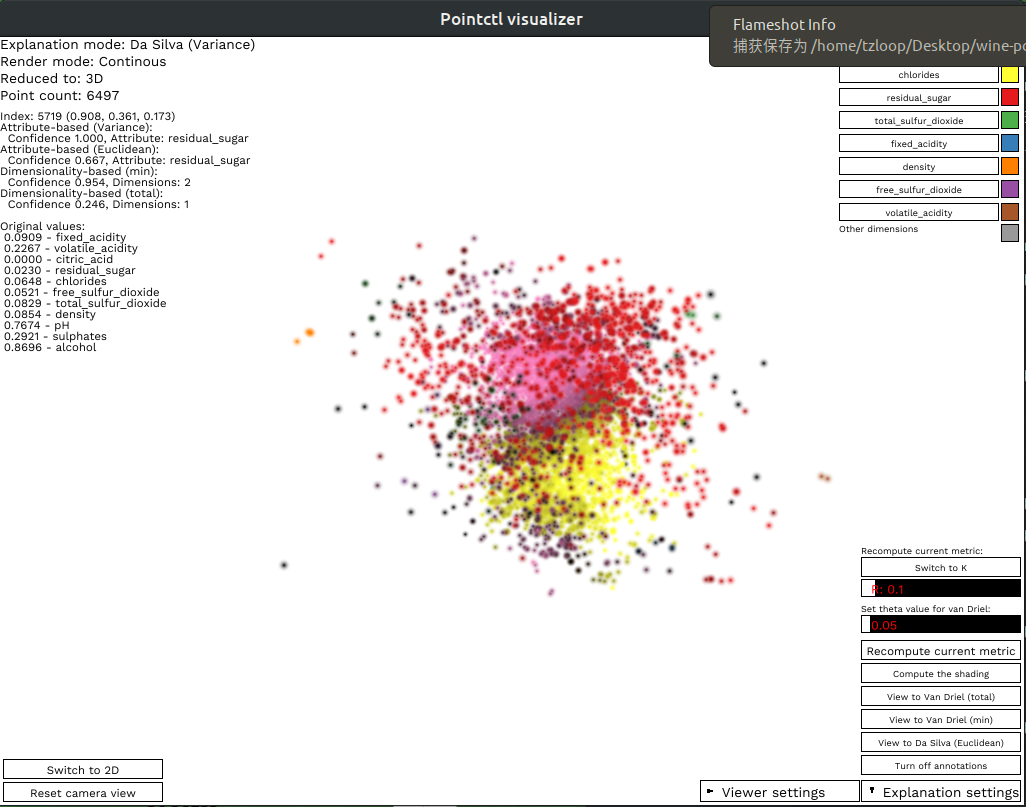 Pointctl visualizer
Flameshot Info
捕获保存为 /home/tzloop/Desktop/wine-po
Explanation mode: Da Silva (Variance)
Render mode: Continous
Reduced to: 3D
Point count: 6497
Index: 5719 (0.908, 0.361, 0.173)
Attribute-based (Variance):
Confidence 1.000, Attribute: residual_sugar
Attribute-based (Euclidean):
Confidence 0.667, Attribute: residual_sugar
Dimensionality-based (min):
Confidence 0.954, Dimensions: 2
Dimensionality-based (total):
Confidence 0.246, Dimensions: 1
Original values:
0.0909 - fixed_acidity
0.2267 - volatile_acidity
0.0000 - citric_acid
0.0230 - residual_sugar
0.0648 - chlorides
0.0521 - free_sulfur_dioxide
0.0829 - total_sulfur_dioxide
0.0854 - density
0.7674 - pH
0.2921 - sulphates
0.8696 - alcohol
chlorides
residual_sugar
total_sulfur_dioxide
fixed_acidity
density
free_sulfur_dioxide
volatile_acidity
Other dimensions
Recompute current metric:
Switch to K
R: 0.1
Set theta value for van Driel:
0.05
Recompute current metric
Compute the shading
View to Van Driel (total)
View to Van Driel (min)
View to Da Silva (Euclidean)
Turn off annotations
Switch to 2D
Reset camera view
Viewer settings
Explanation settings